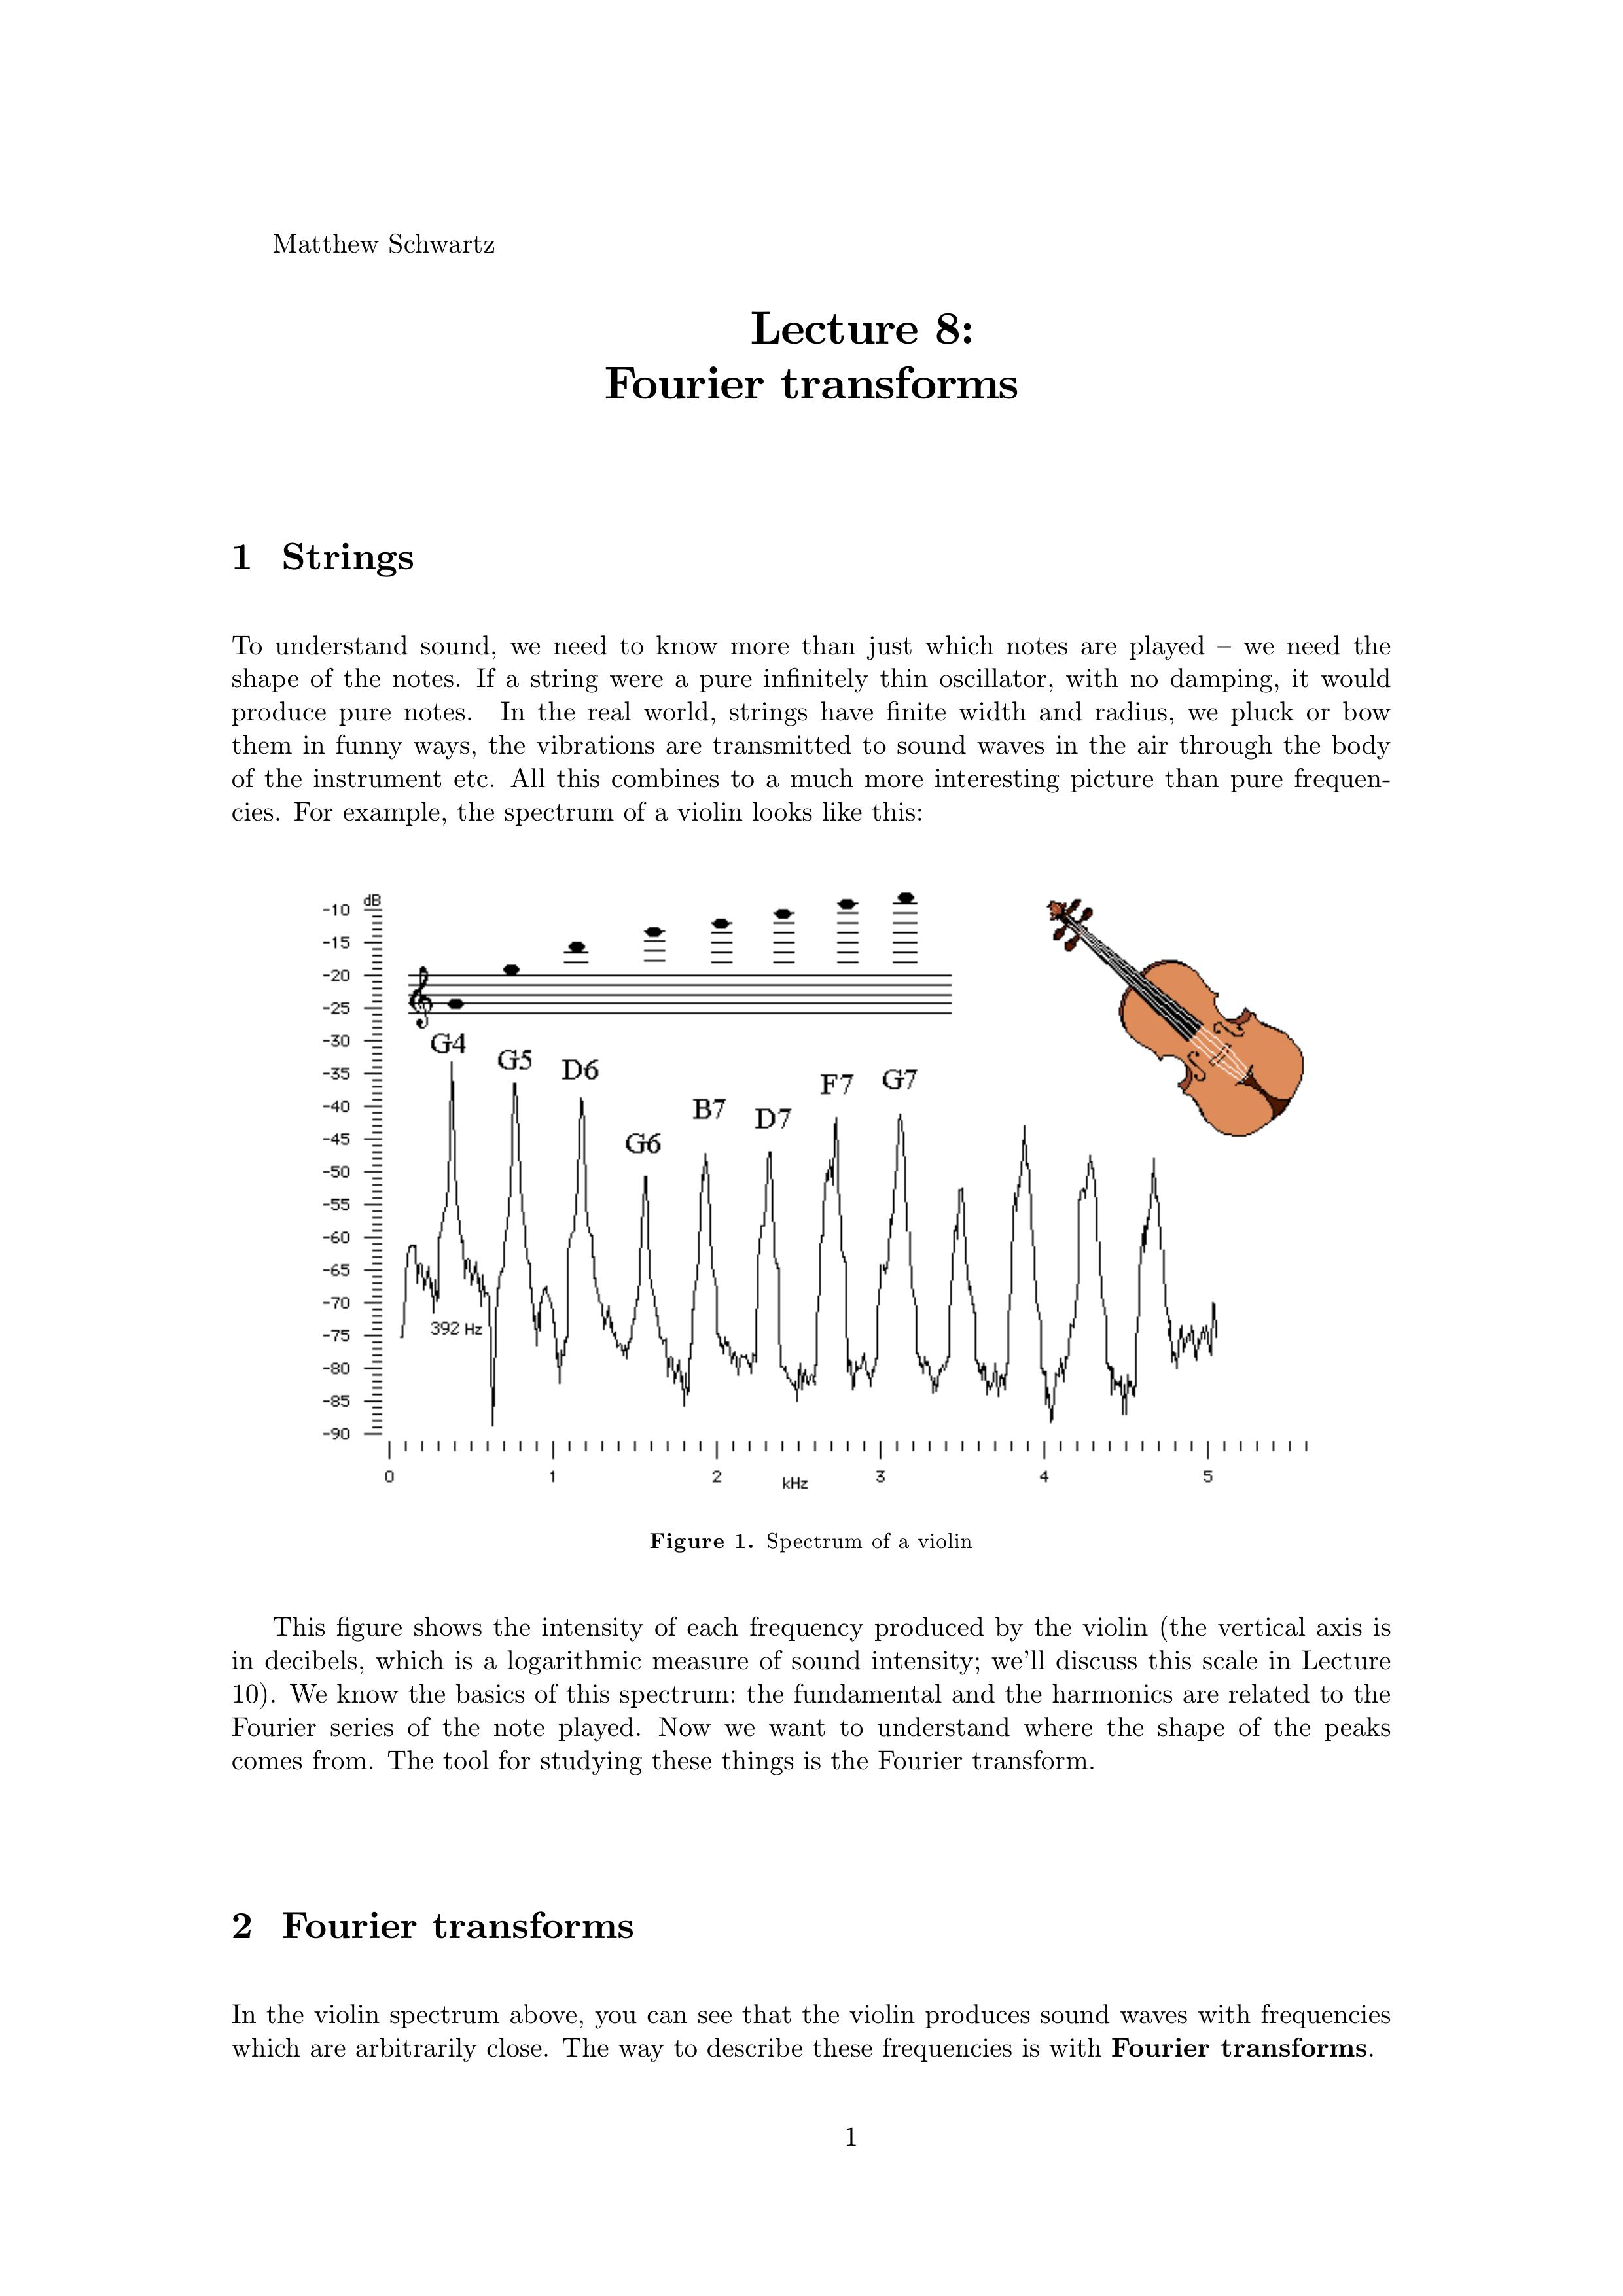 Matthew Schwartz
Lecture 8:
Fourier transforms
1 Strings
To understand sound, we need to know more than just which notes are played – we need the
shape of the notes. If a string were a pure infinitely thin oscillator, with no damping, it would
produce pure notes. In the real world, strings have finite width and radius, we pluck or bow
them in funny ways, the vibrations are transmitted to sound waves in the air through the body
of the instrument etc. All this combines to a much more interesting picture than pure frequen-
cies. For example, the spectrum of a violin looks like this:
dB
-10
-15
-20
-25
-30
-35
-40
-45
-50
-55
-60
-65
-70
-75
-80
-85
-90
G4
G5
D6
G6
B7
D7
F7
G7
392 Hz
0 1 2 3 4 5
kHz
Figure 1. Spectrum of a violin
This figure shows the intensity of each frequency produced by the violin (the vertical axis is
in decibels, which is a logarithmic measure of sound intensity; we'll discuss this scale in Lecture
10). We know the basics of this spectrum: the fundamental and the harmonics are related to the
Fourier series of the note played. Now we want to understand where the shape of the peaks
comes from. The tool for studying these things is the Fourier transform.
2 Fourier transforms
In the violin spectrum above, you can see that the violin produces sound waves with frequencies
which are arbitrarily close. The way to describe these frequencies is with Fourier transforms.
1